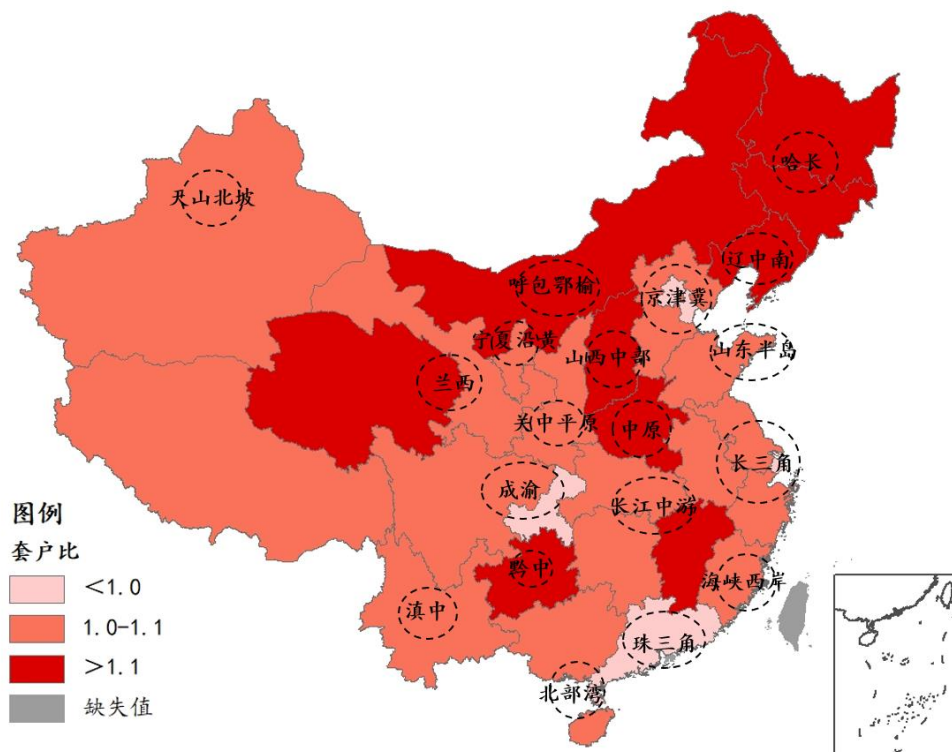 哈长
天山北坡
辽中南
呼包鄂榆
京津冀
宁夏沿黄
山西中部
山东半岛
兰西
关中平原
中原
长三角
成渝
长江中游
黔中
海峡西岸
滇中
珠三角
北部湾
图例
套户比
<1.0
1.0-1.1
>1.1
缺失值